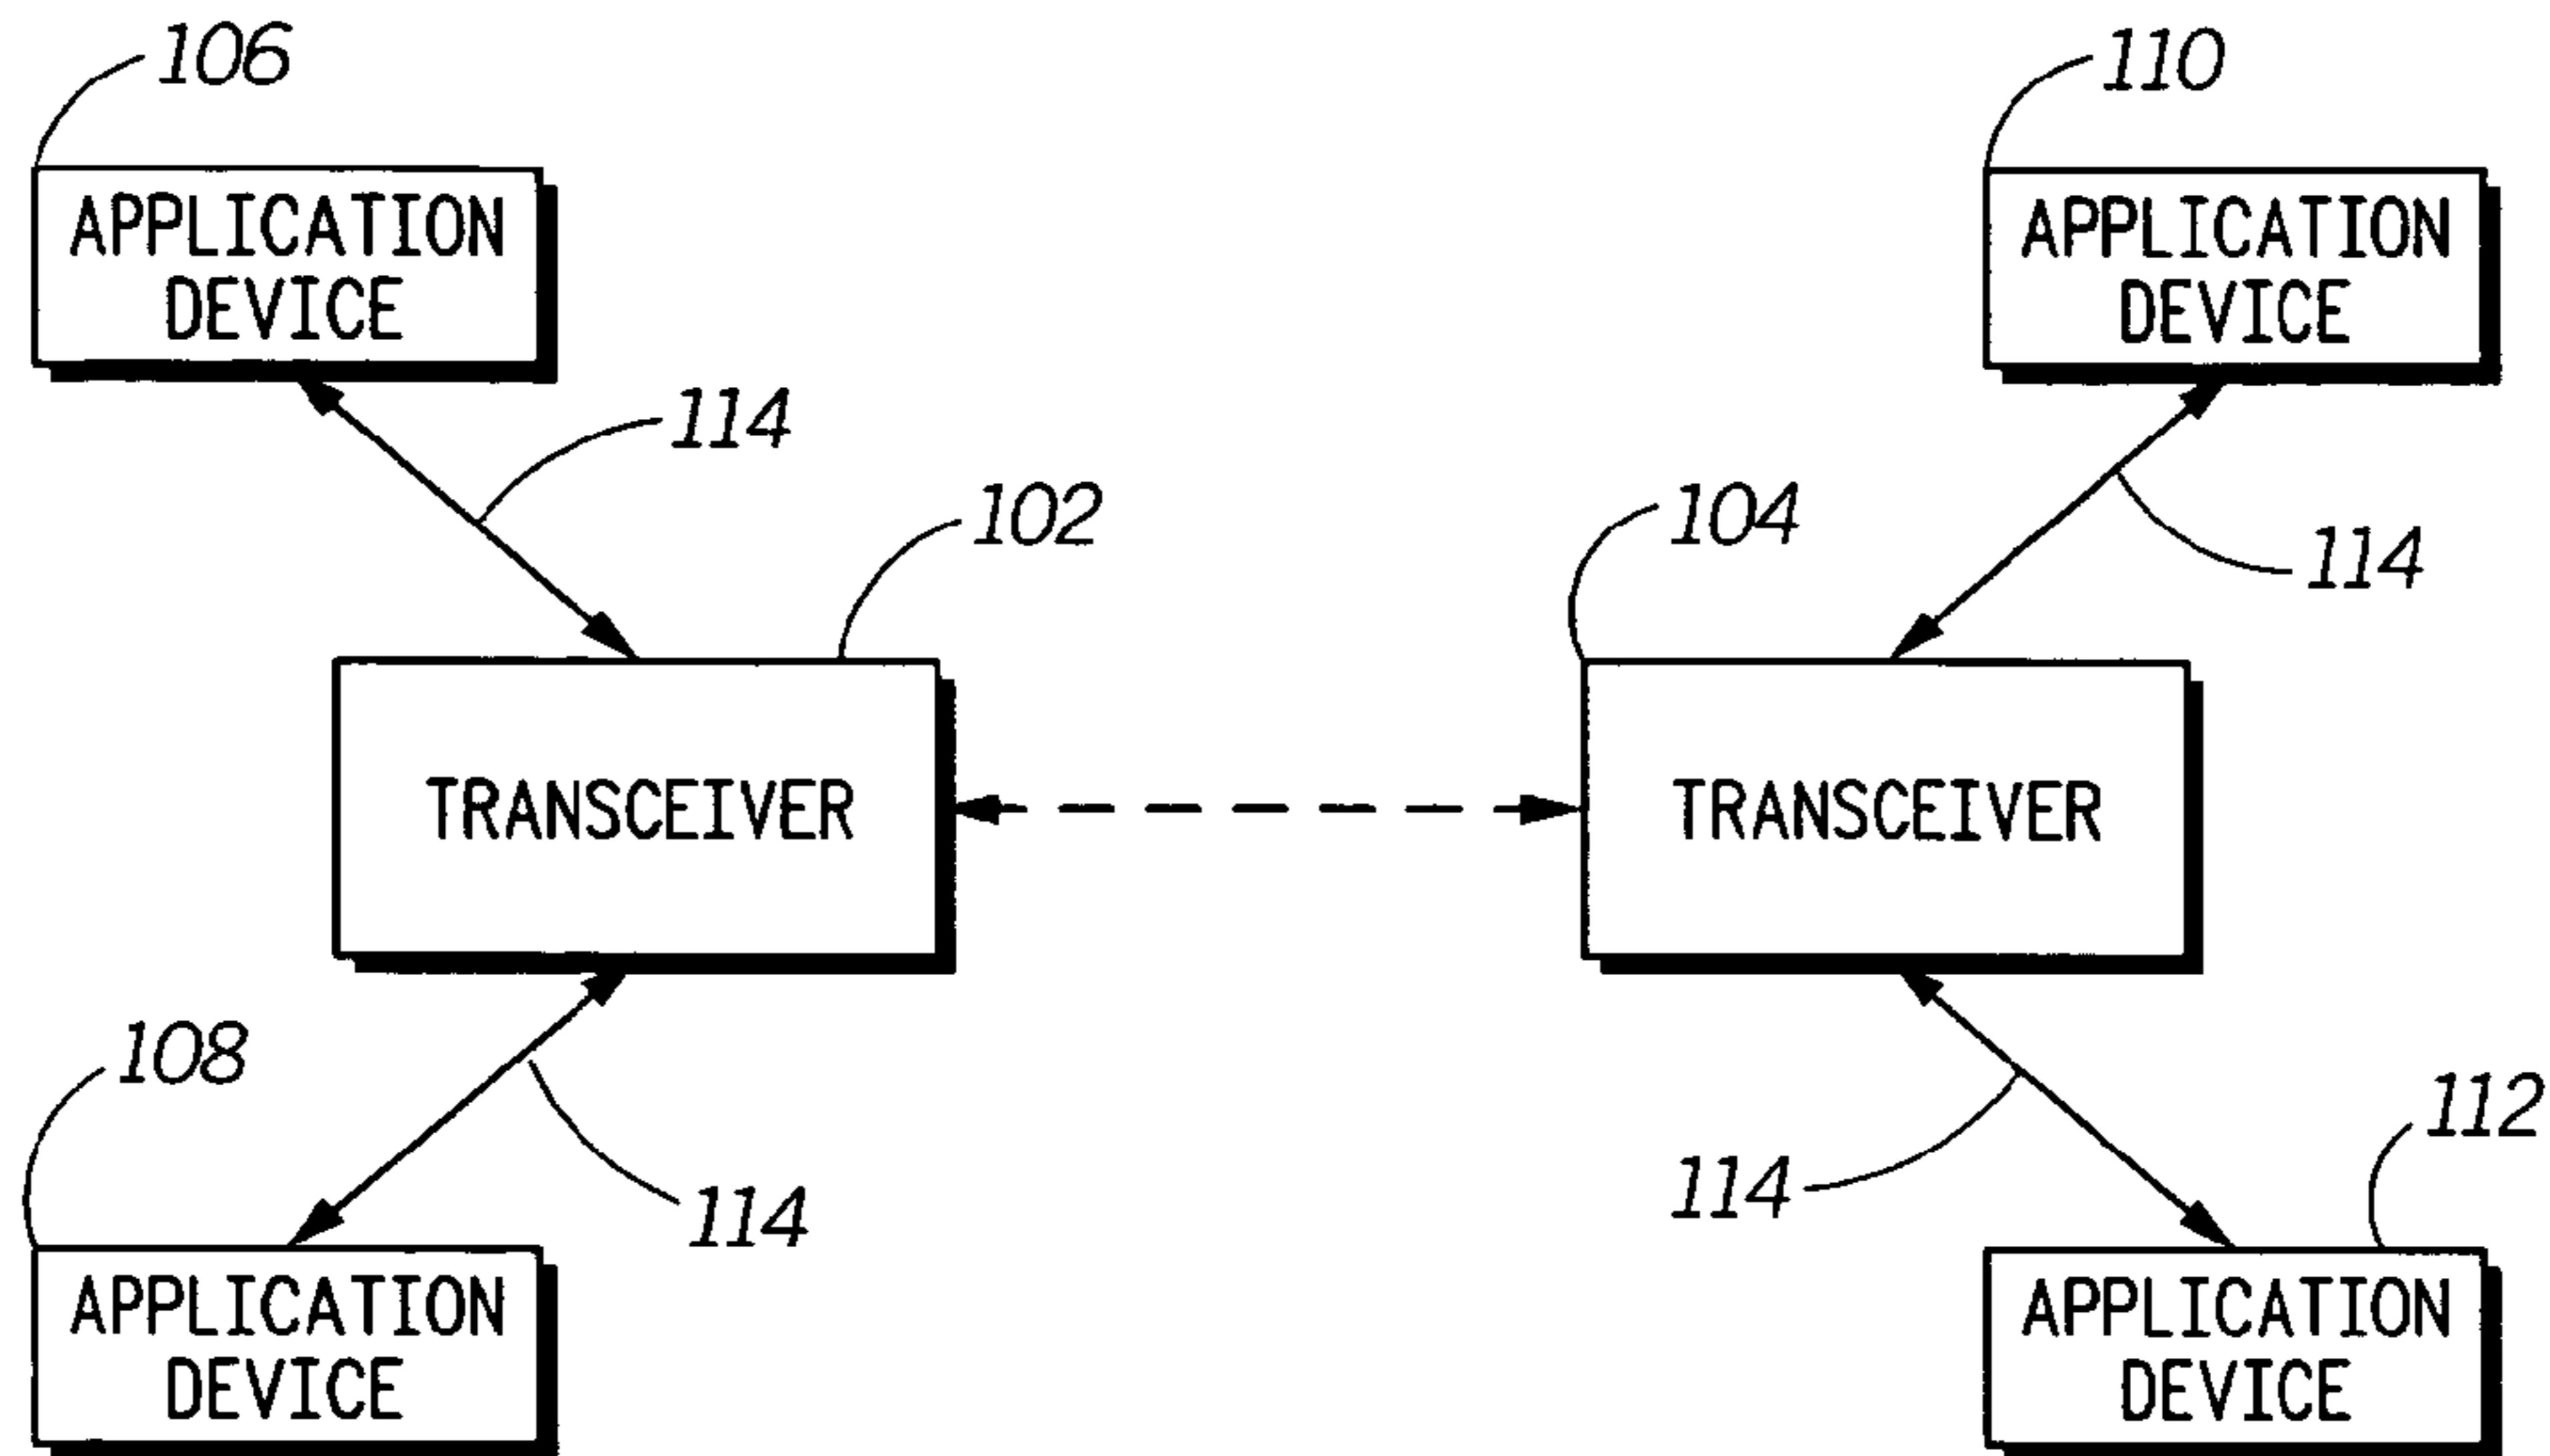 106
110
APPLICATION
DEVICE
APPLICATION
DEVICE
114
102
104
114
TRANSCEIVER
TRANSCEIVER
108
114
114
112
APPLICATION
DEVICE
APPLICATION
DEVICE